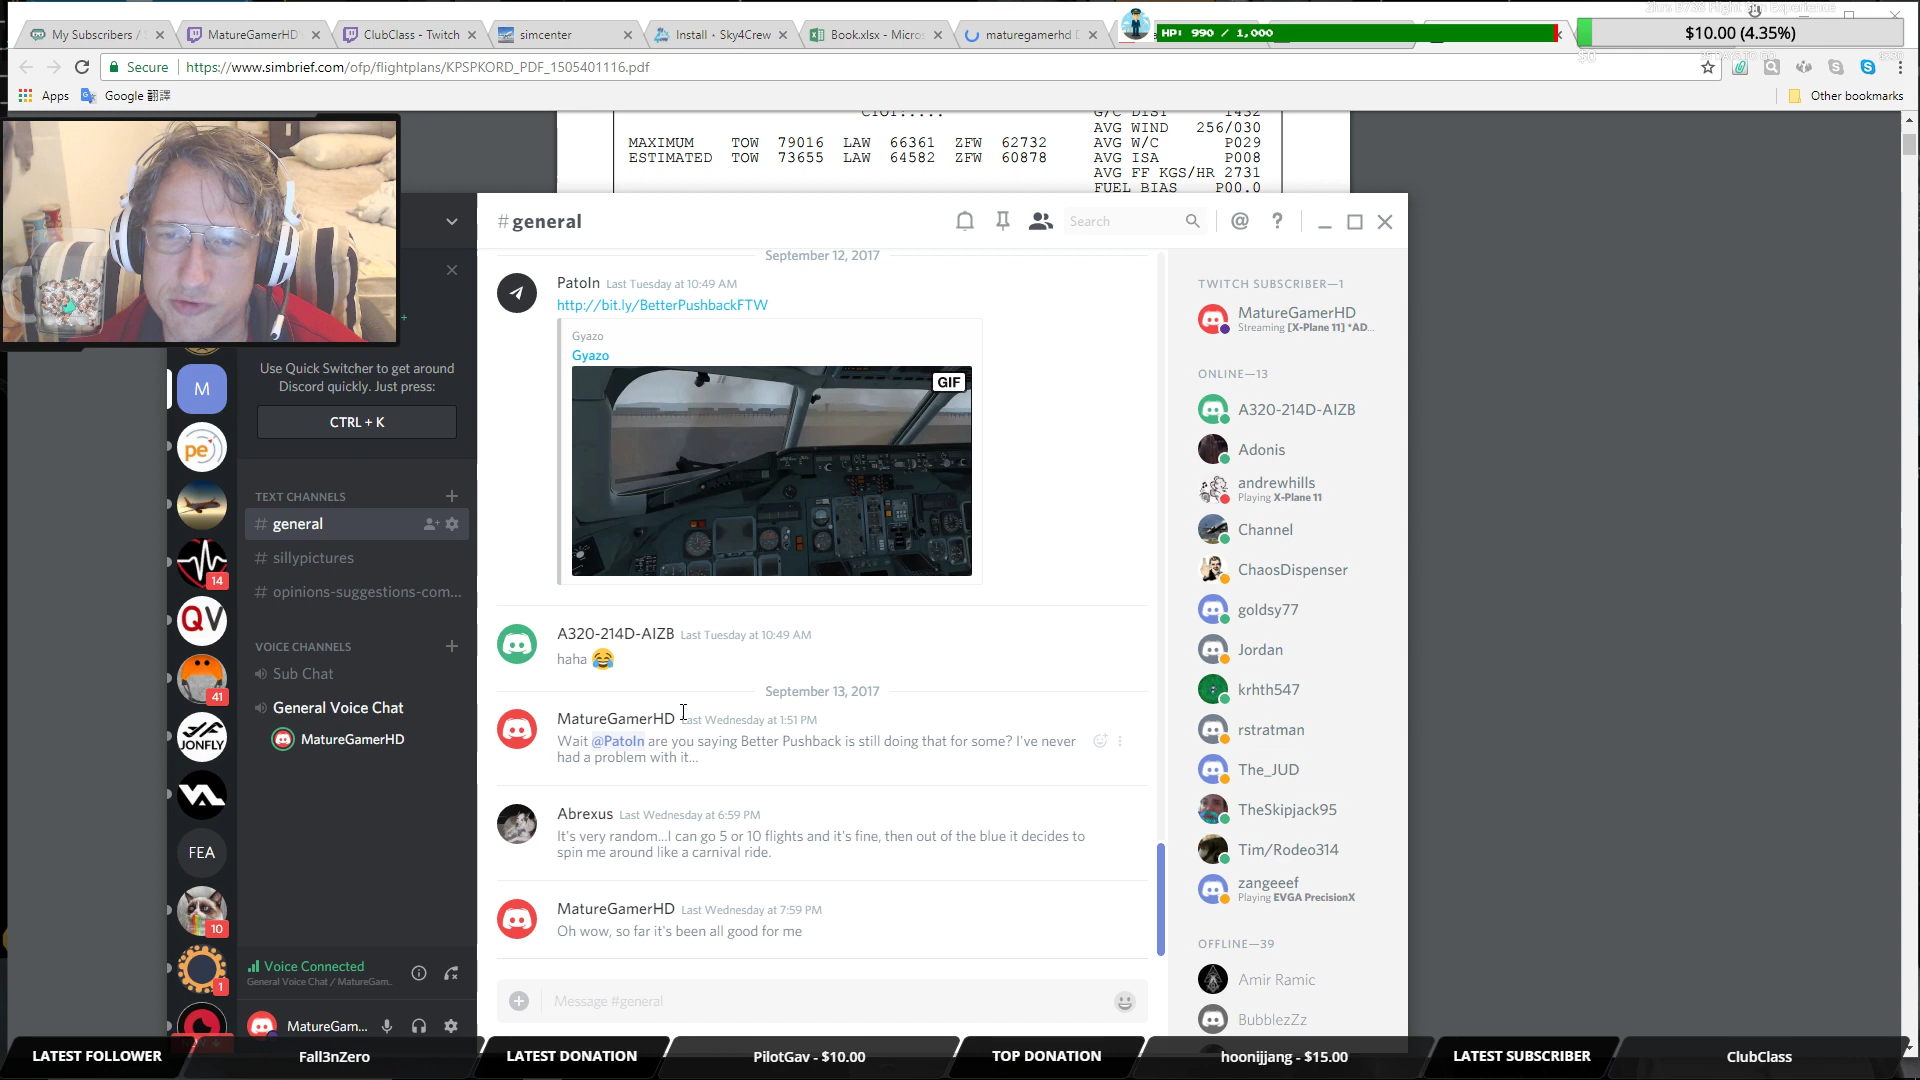 My Subscribers /
MatureGamerHD
ClubClass - Twitch
simcenter
Install • Sky4Crew
Book.xlsx - Micros
maturegamerhd
HP: 990 / 1,000
$10.00 (4.35%)
Secure
https://www.simbrief.com/ofp/flightplans/KPSPKORD_PDF_1505401116.pdf
Apps
Google 翻譯
Other bookmarks
G/C DIST 1432
AVG WIND 256/030
MAXIMUM TOW 79016 LAW 66361 ZFW 62732 AVG W/C P029
ESTIMATED TOW 73655 LAW 64582 ZFW 60878 AVG ISA P008
AVG FF KGS/HR 2731
FUEL BIAS P00.0
#general
Search
Use Quick Switcher to get around
Discord quickly. Just press:
CTRL + K
TEXT CHANNELS
# general
# sillypictures
# opinions-suggestions-com...
VOICE CHANNELS
Sub Chat
General Voice Chat
MatureGamerHD
Voice Connected
General Voice Chat / MatureGam..
MatureGam...
M
pe
14
QV
41
JONFLY
FEA
10
1
September 12, 2017
PatoIn Last Tuesday at 10:49 AM
http://bit.ly/BetterPushbackFTW
Gyazo
Gyazo
GIF
A320-214D-AIZB Last Tuesday at 10:49 AM
haha 😂
September 13, 2017
MatureGamerHD Last Wednesday at 1:51 PM
Wait @PatoIn are you saying Better Pushback is still doing that for some? I've never
had a problem with it...
Abrexus Last Wednesday at 6:59 PM
It's very random...I can go 5 or 10 flights and it's fine, then out of the blue it decides to
spin me around like a carnival ride.
MatureGamerHD Last Wednesday at 7:59 PM
Oh wow, so far it's been all good for me
Message #general
TWITCH SUBSCRIBER—1
MatureGamerHD
Streaming [X-Plane 11] *AD...
ONLINE—13
A320-214D-AIZB
Adonis
andrewhills
Playing X-Plane 11
Channel
ChaosDispenser
goldsy77
Jordan
krhth547
rstratman
The_JUD
TheSkipjack95
Tim/Rodeo314
zangeeef
Playing EVGA PrecisionX
OFFLINE—39
Amir Ramic
BubblezZz
LATEST FOLLOWER
Fall3nZero
LATEST DONATION
PilotGav - $10.00
TOP DONATION
hoonijjang - $15.00
LATEST SUBSCRIBER
ClubClass